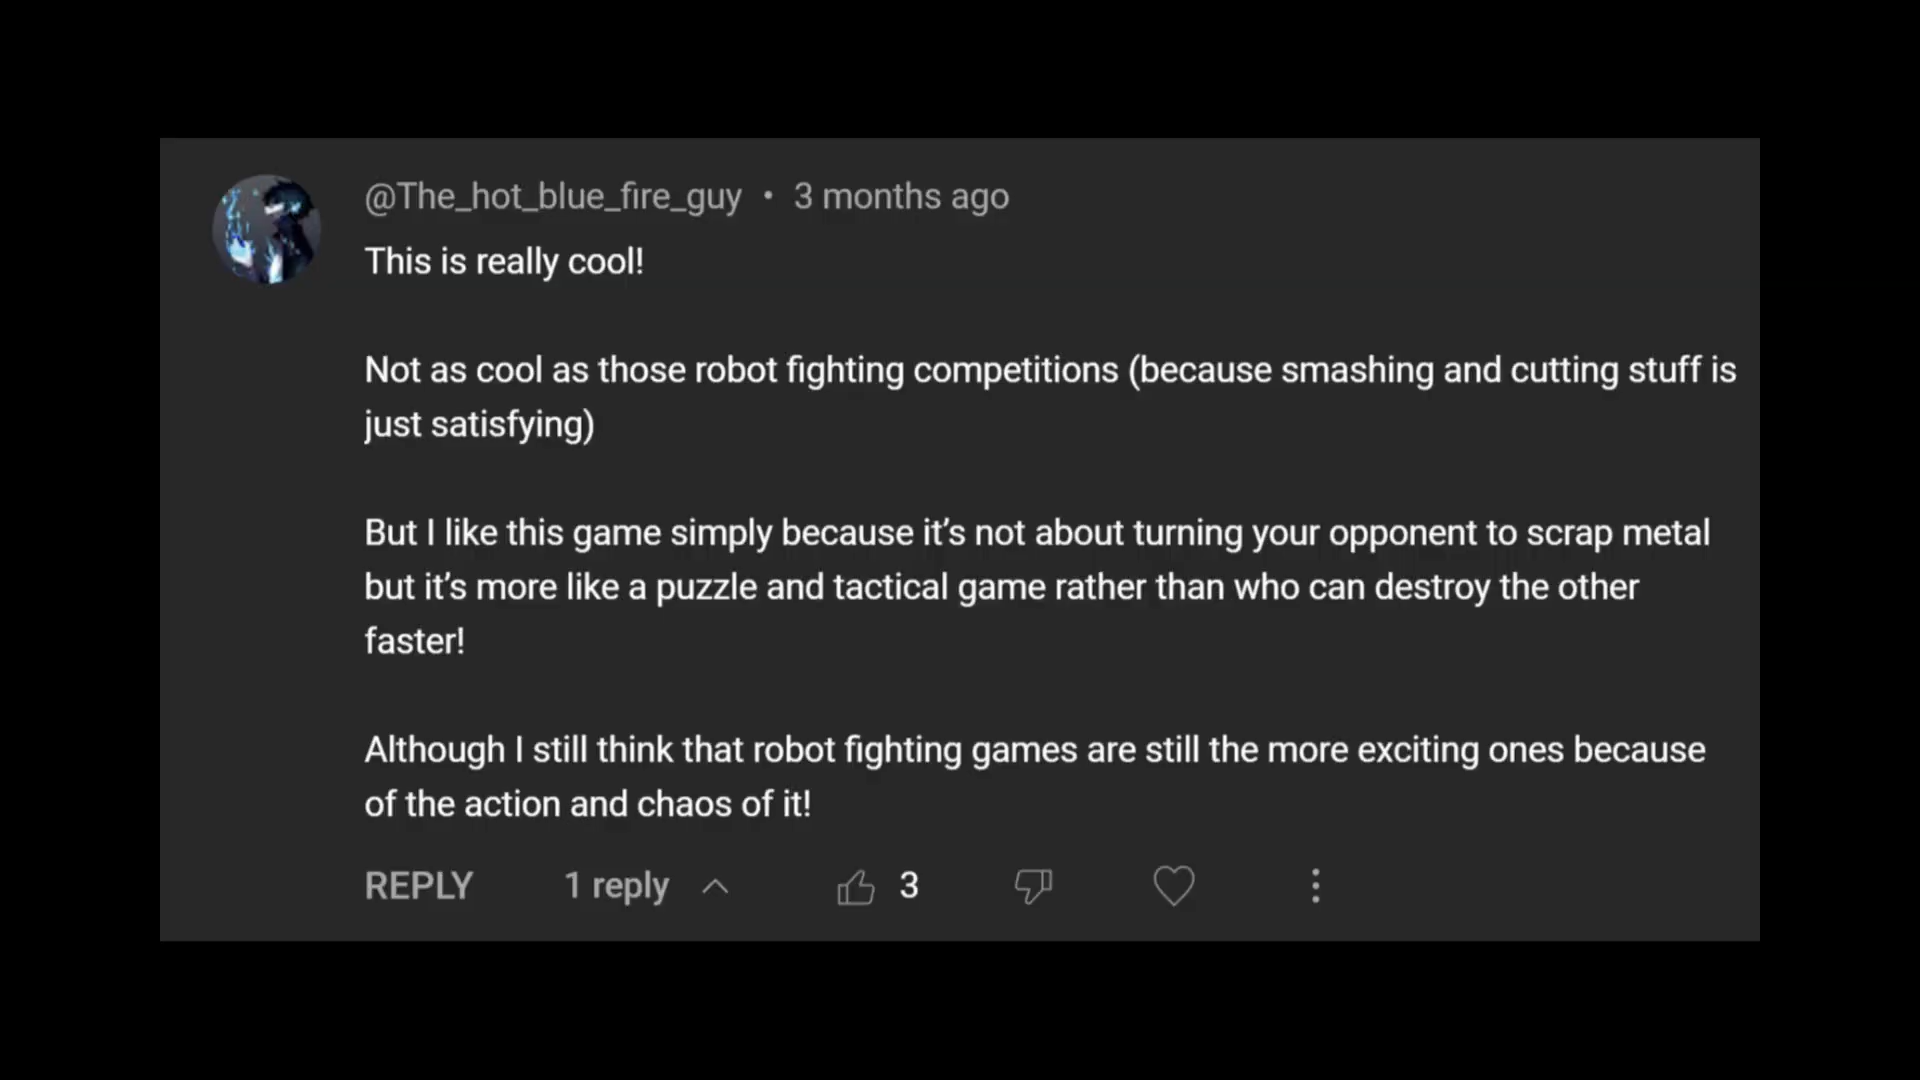 @The_hot_blue_fire_guy • 3 months ago
This is really cool!
Not as cool as those robot fighting competitions (because smashing and cutting stuff is
just satisfying)
But I like this game simply because it’s not about turning your opponent to scrap metal
but it’s more like a puzzle and tactical game rather than who can destroy the other
faster!
Although I still think that robot fighting games are still the more exciting ones because
of the action and chaos of it!
REPLY 1 reply 3